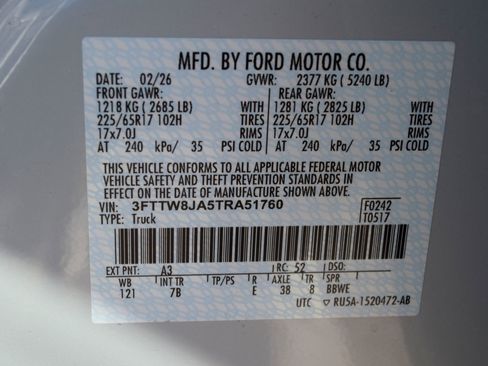 MFD. BY FORD MOTOR CO.
DATE: 02/26 GVWR: 2377 KG ( 5240 LB)
FRONT GAWR: REAR GAWR:
1218 KG ( 2685 LB) WITH 1281 KG ( 2825 LB) WITH
225/65R17 102H TIRES 225/65R17 102H TIRES
17x7.0J RIMS 17x7.0J RIMS
AT 240 kPa/ 35 PSI COLD AT 240 kPa/ 35 PSI COLD
THIS VEHICLE CONFORMS TO ALL APPLICABLE FEDERAL MOTOR
VEHICLE SAFETY AND THEFT PREVENTION STANDARDS IN
EFFECT ON THE DATE OF MANUFACTURE SHOWN ABOVE.
VIN: 3FTTW8JA5TRA51760 F0242
TYPE: Truck T0517
EXT PNT: A3 RC: 52 DSO:
WB INT TR TP/PS R AXLE TR SPR
121 7B E 38 8 BBWE
UTC ▽ RU5A-1520472-AB